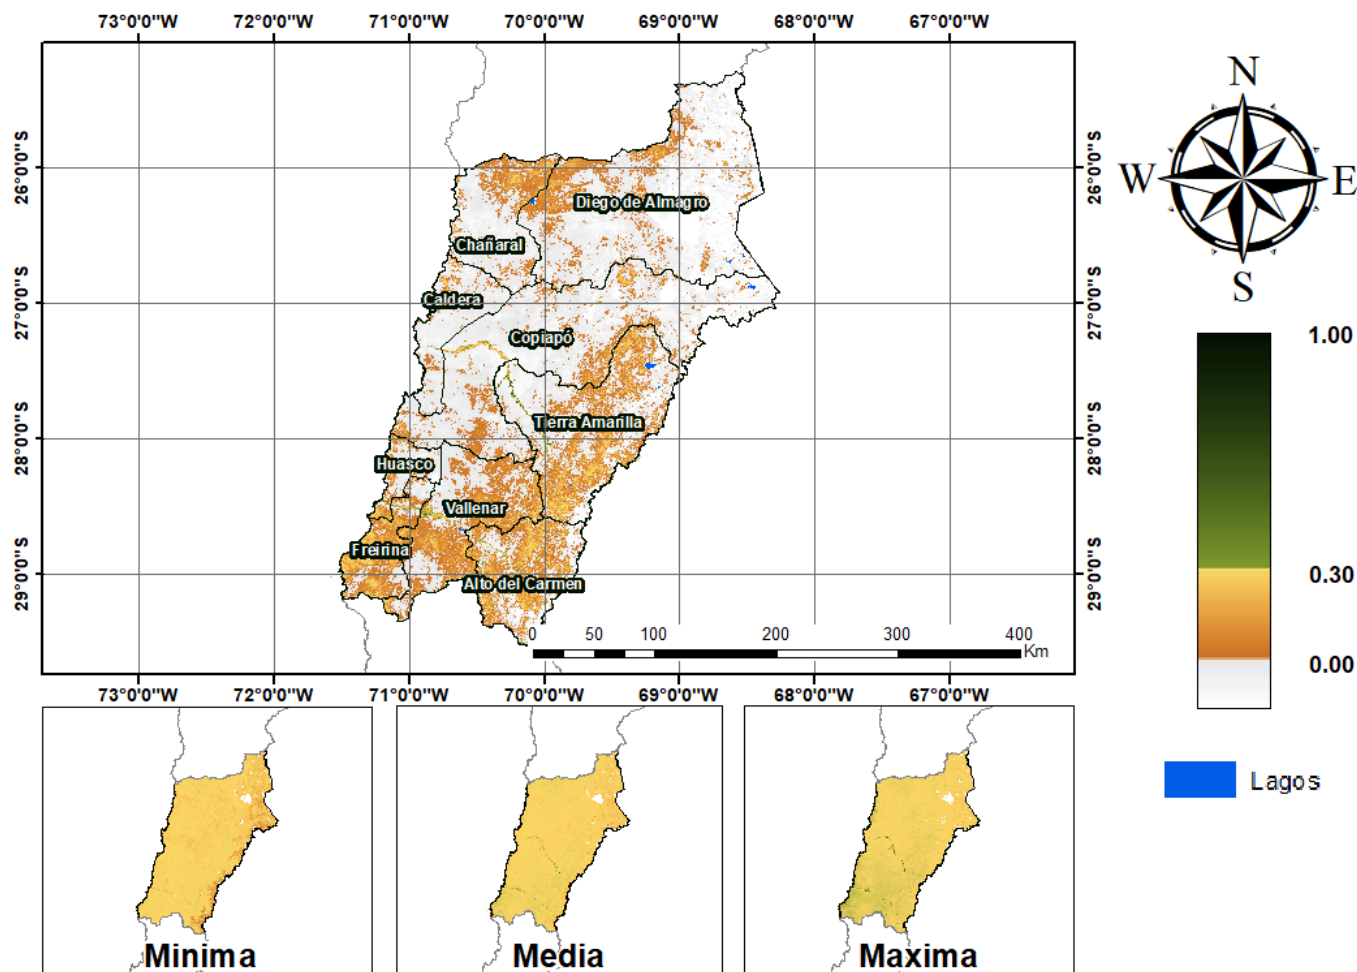 73°0'0"W 72°0'0"W 71°0'0"W 70°0'0"W 69°0'0"W 68°0'0"W 67°0'0"W
N
W E
S
26°0'0"S 26°0'0"S
Diego de Almagro
Chañaral
Caldera
27°0'0"S 27°0'0"S
Copiapó
Tierra Amarilla
28°0'0"S 28°0'0"S
Huasco
Vallenar
Freirina
29°0'0"S 29°0'0"S
Alto del Carmen
0 50 100 200 300 400
Km
73°0'0"W 72°0'0"W 71°0'0"W 70°0'0"W 69°0'0"W 68°0'0"W 67°0'0"W
1.00
0.30
0.00
Lagos
Minima
Media
Maxima